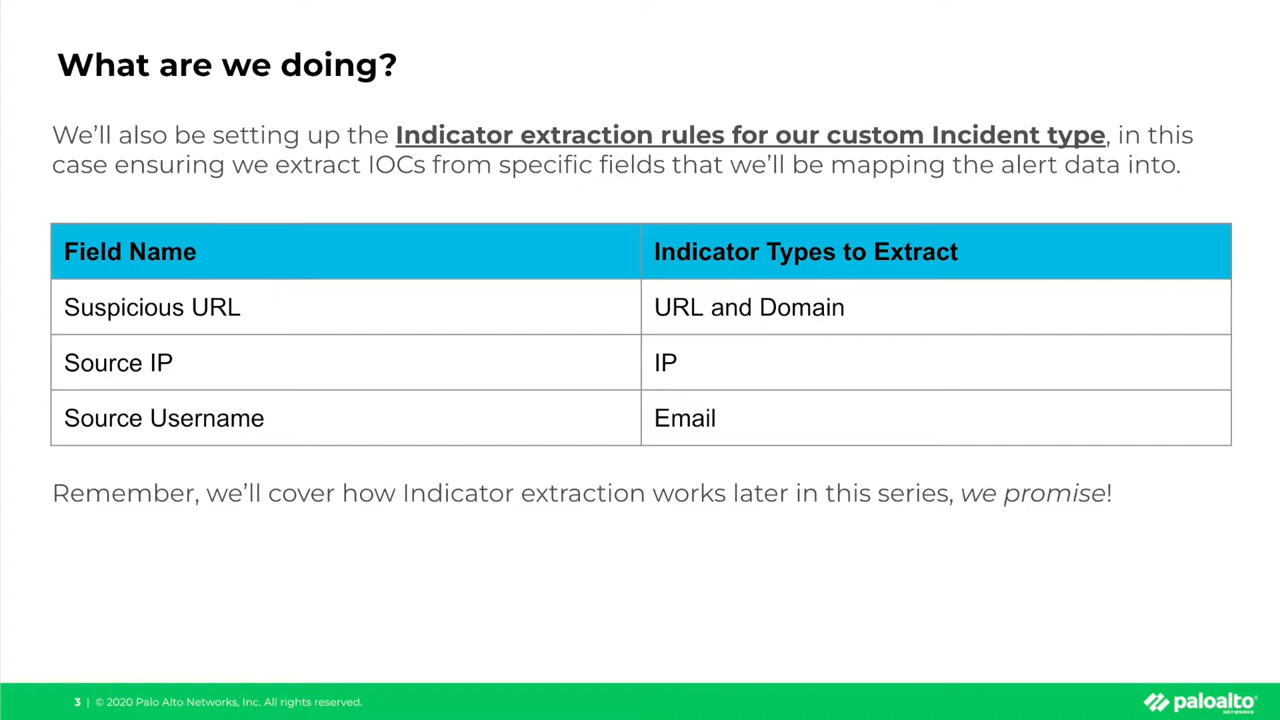 What are we doing?
We’ll also be setting up the Indicator extraction rules for our custom Incident type, in this
case ensuring we extract IOCs from specific fields that we’ll be mapping the alert data into.
Field Name Indicator Types to Extract
Suspicious URL URL and Domain
Source IP IP
Source Username Email
Remember, we’ll cover how Indicator extraction works later in this series, we promise!
3 | © 2020 Palo Alto Networks, Inc. All rights reserved.
paloalto
NETWORKS